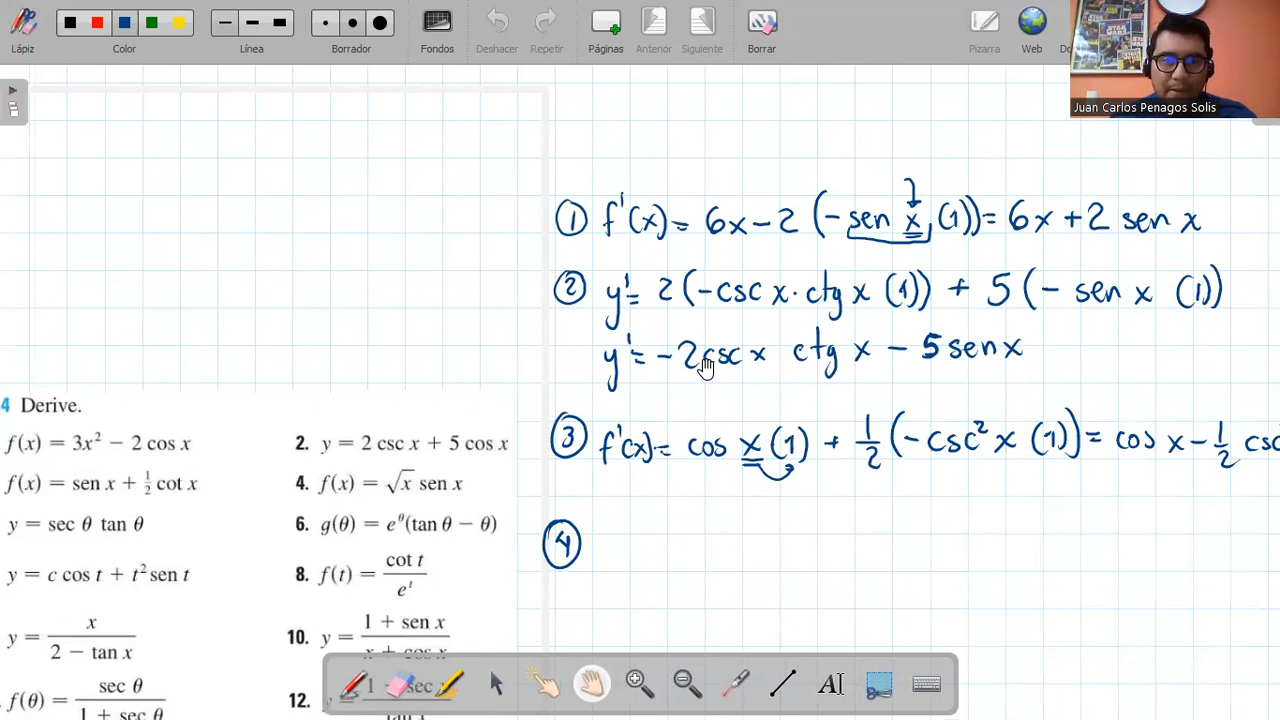 Lápiz Color Línea Borrador Fondos Deshacer Repetir Páginas Anterior Siguiente Borrar Pizarra Web
Juan Carlos Penagos Solis
① f'(x) = 6x - 2 (- sen x (1)) = 6x + 2 sen x
② y' = 2 (- csc x · ctg x (1)) + 5 (- sen x (1))
y' = - 2 csc x ctg x - 5 sen x
③ f'(x) = cos x (1) + 1/2 (- csc² x (1)) = cos x - 1/2 csc
④
4 Derive.
f(x) = 3x² − 2 cos x
2. y = 2 csc x + 5 cos x
f(x) = sen x + ½ cot x
4. f(x) = √x sen x
y = sec θ tan θ
6. g(θ) = e^θ(tan θ − θ)
y = c cos t + t² sen t
8. f(t) = cot t / e^t
y = x / (2 − tan x)
10. y = (1 + sen x) / (x + cos x)
f(θ) = sec θ / (1 + sec θ)
12.